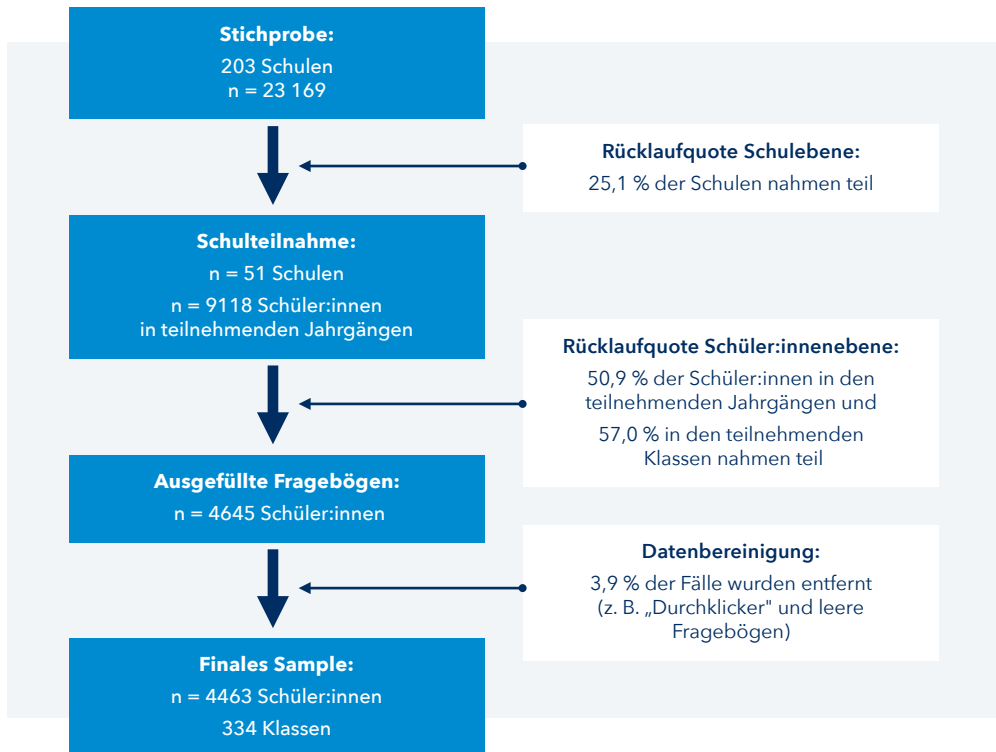 Stichprobe:
203 Schulen
n = 23 169
Rücklaufquote Schulebene:
25,1 % der Schulen nahmen teil
Schulteilnahme:
n = 51 Schulen
n = 9118 Schüler:innen
in teilnehmenden Jahrgängen
Rücklaufquote Schüler:innenebene:
50,9 % der Schüler:innen in den
teilnehmenden Jahrgängen und
57,0 % in den teilnehmenden
Klassen nahmen teil
Ausgefüllte Fragebögen:
n = 4645 Schüler:innen
Datenbereinigung:
3,9 % der Fälle wurden entfernt
(z. B. „Durchklicker" und leere
Fragebögen)
Finales Sample:
n = 4463 Schüler:innen
334 Klassen